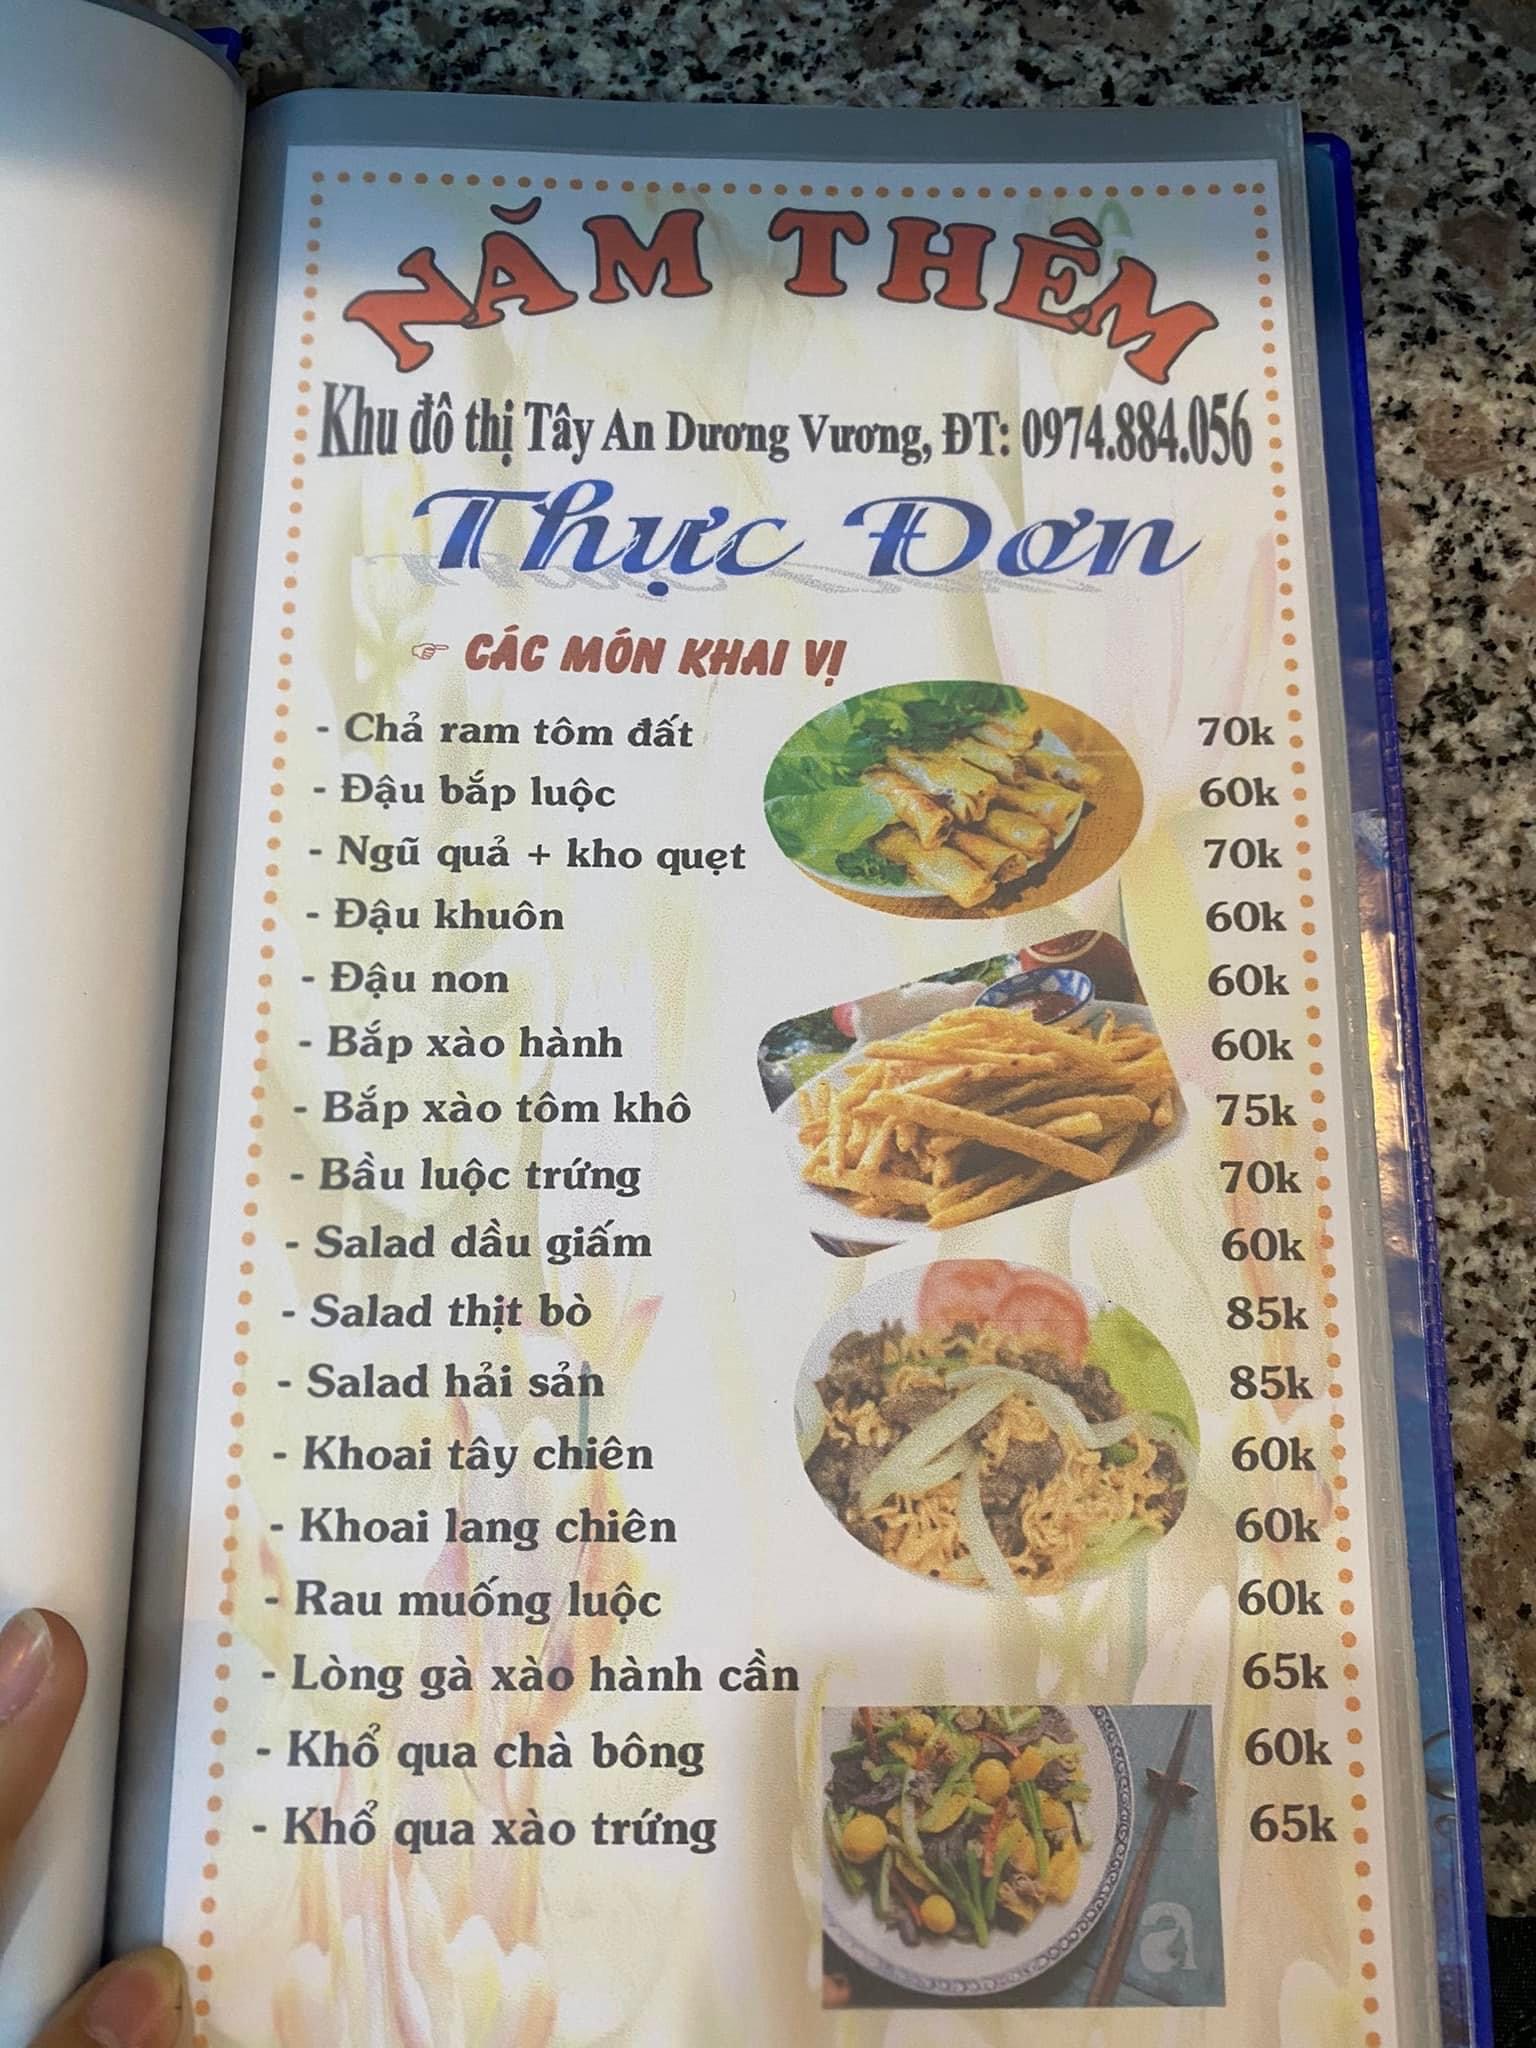 NĂM THÊM
Khu đô thị Tây An Dương Vương, ĐT: 0974.884.056
Thực Đơn
☞ CÁC MÓN KHAI VỊ
- Chả ram tôm đất 70k
- Đậu bắp luộc 60k
- Ngũ quả + kho quẹt 70k
- Đậu khuôn 60k
- Đậu non 60k
- Bắp xào hành 60k
- Bắp xào tôm khô 75k
- Bầu luộc trứng 70k
- Salad dầu giấm 60k
- Salad thịt bò 85k
- Salad hải sản 85k
- Khoai tây chiên 60k
- Khoai lang chiên 60k
- Rau muống luộc 60k
- Lòng gà xào hành cần 65k
- Khổ qua chà bông 60k
- Khổ qua xào trứng 65k
a